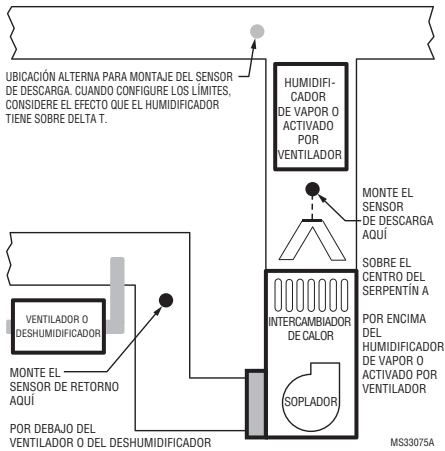 UBICACIÓN ALTERNA PARA MONTAJE DEL SENSOR
DE DESCARGA. CUANDO CONFIGURE LOS LÍMITES,
CONSIDERE EL EFECTO QUE EL HUMIDIFICADOR
TIENE SOBRE DELTA T.
HUMIDIFI-
CADOR
DE VAPOR O
ACTIVADO
POR
VENTILADOR
MONTE EL
SENSOR
DE DESCARGA
AQUÍ
SOBRE EL
CENTRO DEL
SERPENTÍN A
POR ENCIMA
DEL
HUMIDIFICADOR
DE VAPOR O
ACTIVADO POR
VENTILADOR
VENTILADOR O
DESHUMIDIFICADOR
INTERCAMBIADOR
DE CALOR
MONTE EL
SENSOR DE RETORNO
AQUÍ
SOPLADOR
POR DEBAJO DEL
VENTILADOR O DEL DESHUMIDIFICADOR
MS33075A